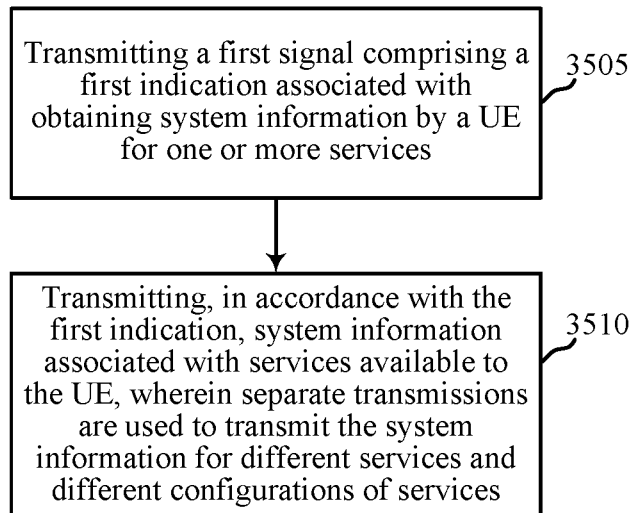 Transmitting a first signal comprising a
first indication associated with
obtaining system information by a UE
for one or more services
3505
Transmitting, in accordance with the
first indication, system information
associated with services available to
the UE, wherein separate transmissions
are used to transmit the system
information for different services and
different configurations of services
3510